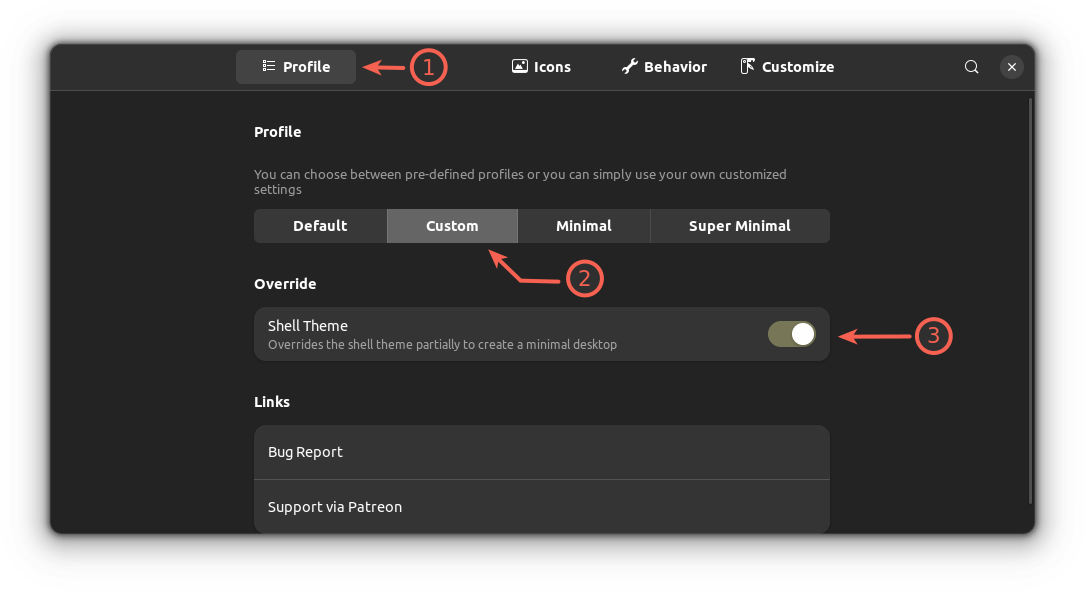 Profile 1 Icons Behavior Customize
Profile
You can choose between pre-defined profiles or you can simply use your own customized
settings
Default Custom Minimal Super Minimal
2
Override
Shell Theme
Overrides the shell theme partially to create a minimal desktop
3
Links
Bug Report
Support via Patreon